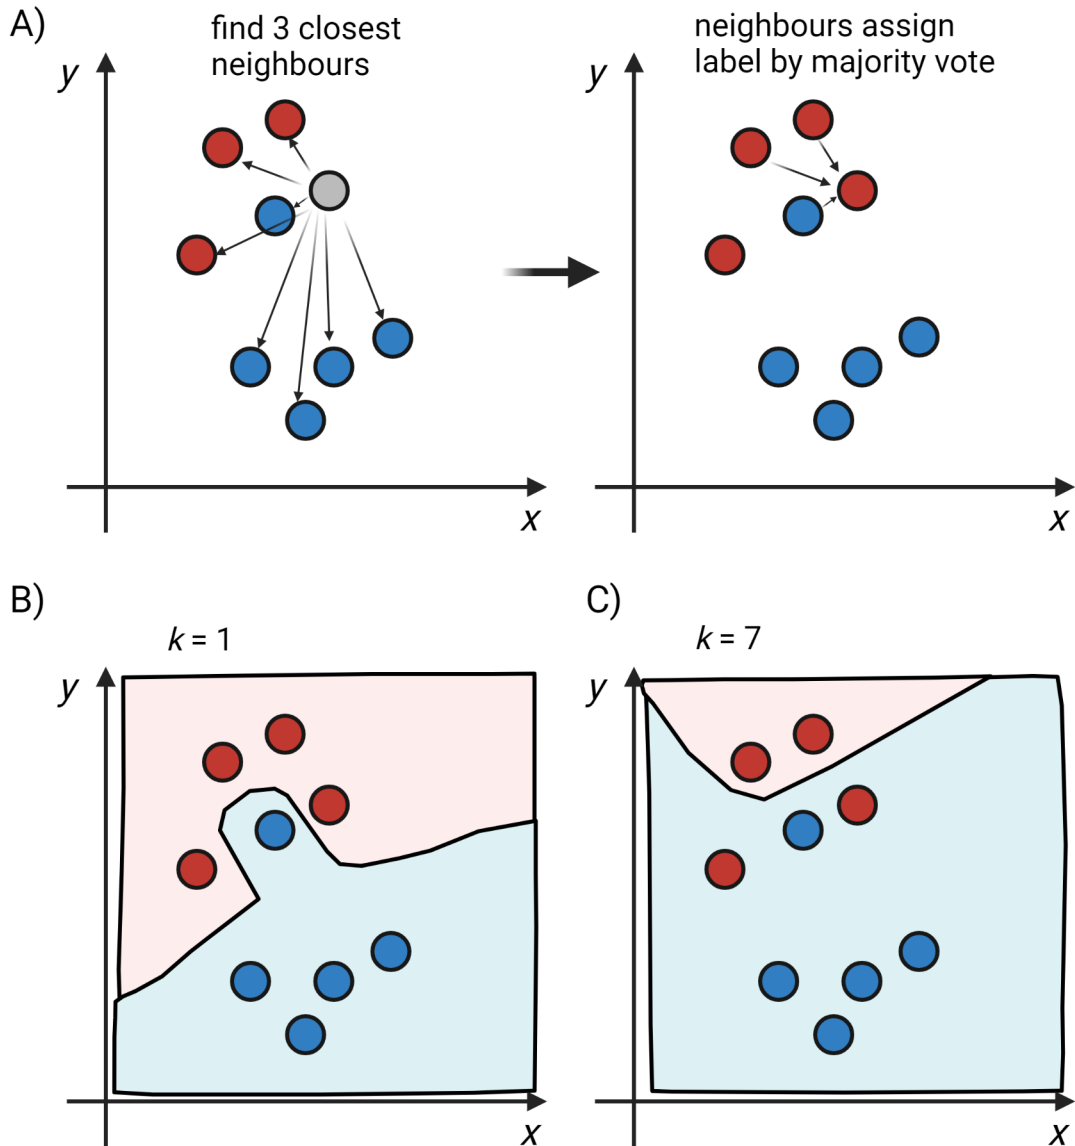 A)
find 3 closest
neighbours
y
x
neighbours assign
label by majority vote
y
x
B)
k = 1
y
x
C)
k = 7
y
x